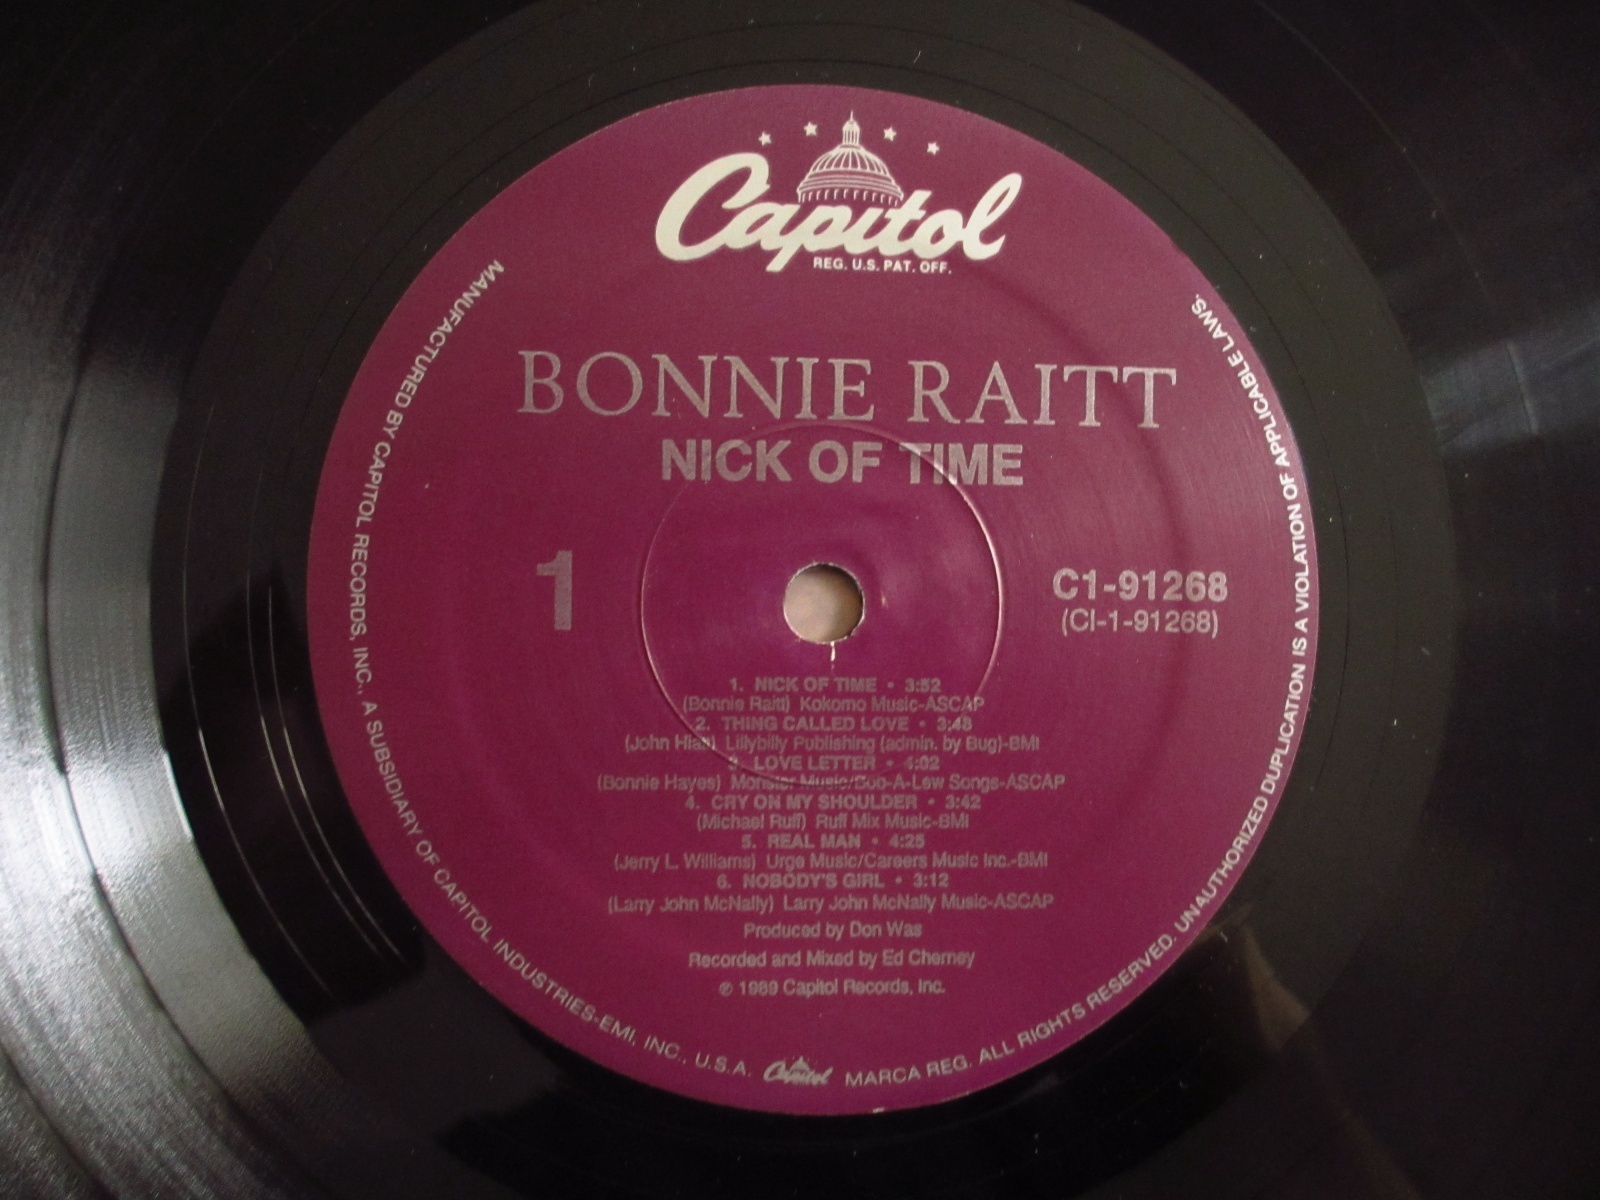 Capitol
REG. U.S. PAT. OFF.
BONNIE RAITT
NICK OF TIME
1
C1-91268
(Cl-1-91268)
1. NICK OF TIME • 3:52
(Bonnie Raitt) Kokomo Music-ASCAP
2. THING CALLED LOVE • 3:48
(John Hiatt) Lillybilly Publishing (admin. by Bug)-BMI
3. LOVE LETTER • 4:02
(Bonnie Hayes) Monster Music/Boo-A-Lew Songs-ASCAP
4. CRY ON MY SHOULDER • 3:42
(Michael Ruff) Ruff Mix Music-BMI
5. REAL MAN • 4:25
(Jerry L. Williams) Urge Music/Careers Music Inc.-BMI
6. NOBODY'S GIRL • 3:12
(Larry John McNally) Larry John McNally Music-ASCAP
Produced by Don Was
Recorded and Mixed by Ed Cherney
℗ 1989 Capitol Records, Inc.
MANUFACTURED BY CAPITOL RECORDS, INC., A SUBSIDIARY OF CAPITOL INDUSTRIES-EMI, INC., U.S.A. Capitol MARCA REG. ALL RIGHTS RESERVED. UNAUTHORIZED DUPLICATION IS A VIOLATION OF APPLICABLE LAWS.